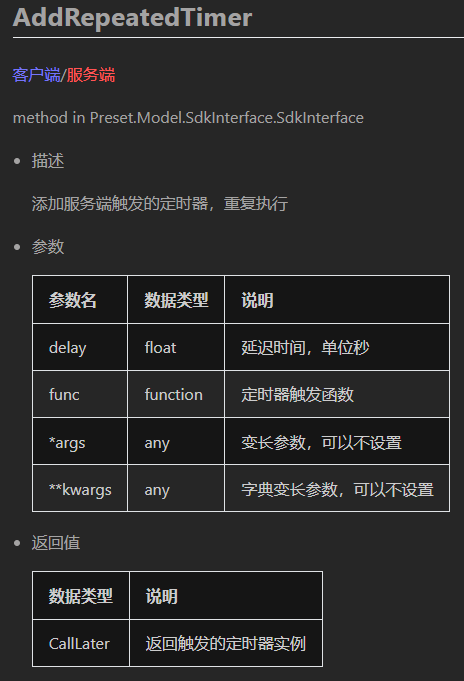 AddRepeatedTimer
客户端/服务端
method in Preset.Model.SdkInterface.SdkInterface
描述
添加服务端触发的定时器，重复执行
参数
参数名 数据类型 说明
delay float 延迟时间，单位秒
func function 定时器触发函数
*args any 变长参数，可以不设置
**kwargs any 字典变长参数，可以不设置
返回值
数据类型 说明
CallLater 返回触发的定时器实例